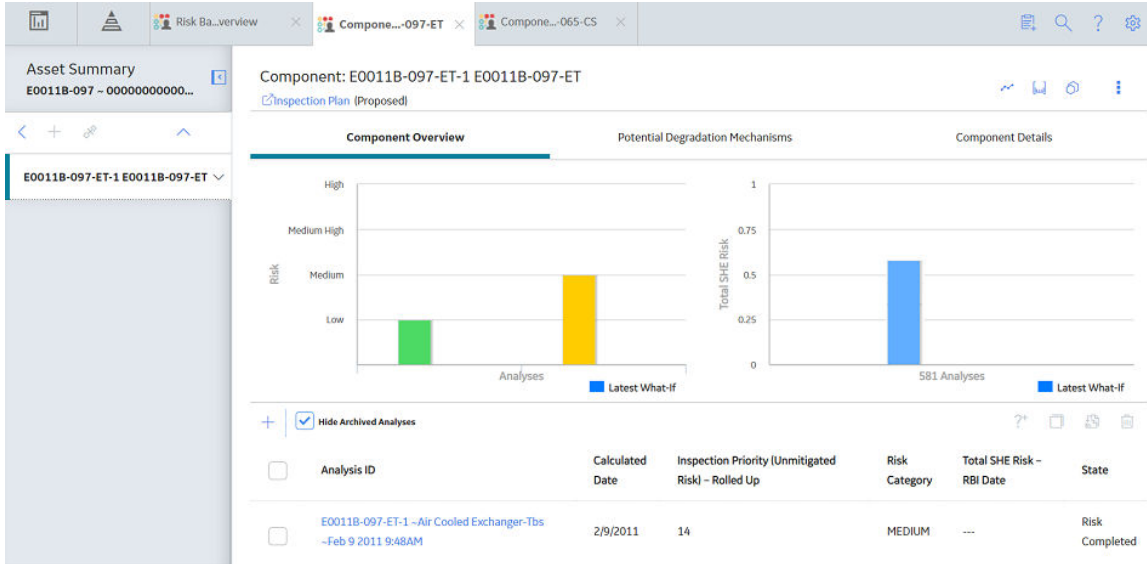 Risk Ba...verview
Compone...-097-ET
Compone...-065-CS
Asset Summary
E0011B-097 ~ 00000000000...
E0011B-097-ET-1 E0011B-097-ET
Component: E0011B-097-ET-1 E0011B-097-ET
Inspection Plan (Proposed)
Component Overview
Potential Degradation Mechanisms
Component Details
High
Medium High
Medium
Low
Risk
Analyses
Latest What-If
1
0.75
0.5
0.25
0
Total SHE Risk
581 Analyses
Latest What-If
Hide Archived Analyses
Analysis ID
Calculated
Date
Inspection Priority (Unmitigated
Risk) – Rolled Up
Risk
Category
Total SHE Risk –
RBI Date
State
E0011B-097-ET-1 ~Air Cooled Exchanger-Tbs
~Feb 9 2011 9:48AM
2/9/2011
14
MEDIUM
---
Risk
Completed